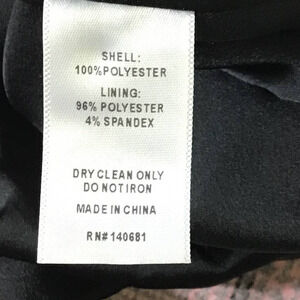 SHELL:
100%POLYESTER
LINING:
96% POLYESTER
4% SPANDEX
DRY CLEAN ONLY
DO NOT IRON
MADE IN CHINA
RN# 140681